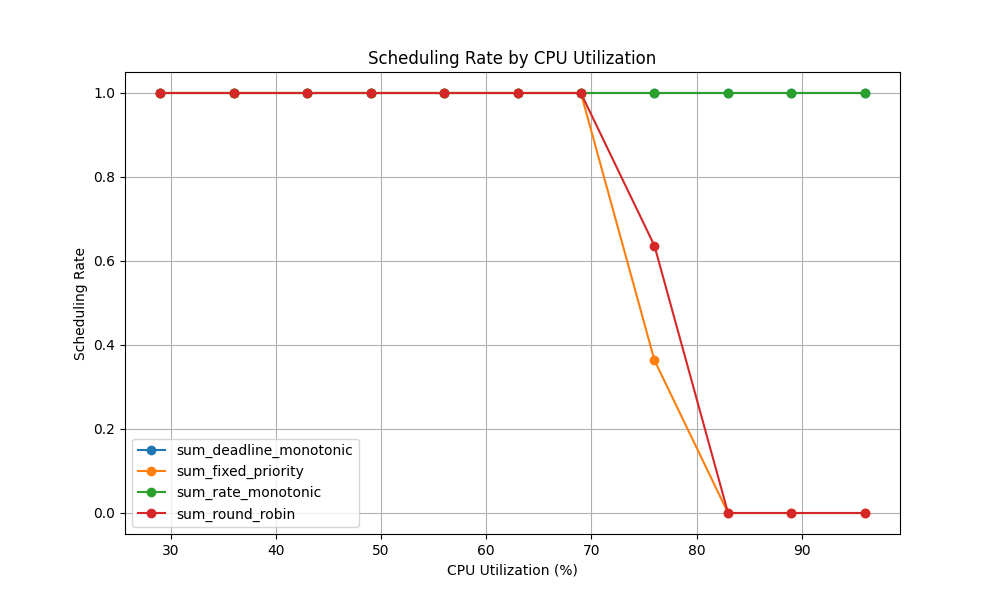 Scheduling Rate by CPU Utilization
1.0
0.8
0.6
0.4
0.2
0.0
Scheduling Rate
sum_deadline_monotonic
sum_fixed_priority
sum_rate_monotonic
sum_round_robin
30 40 50 60 70 80 90
CPU Utilization (%)